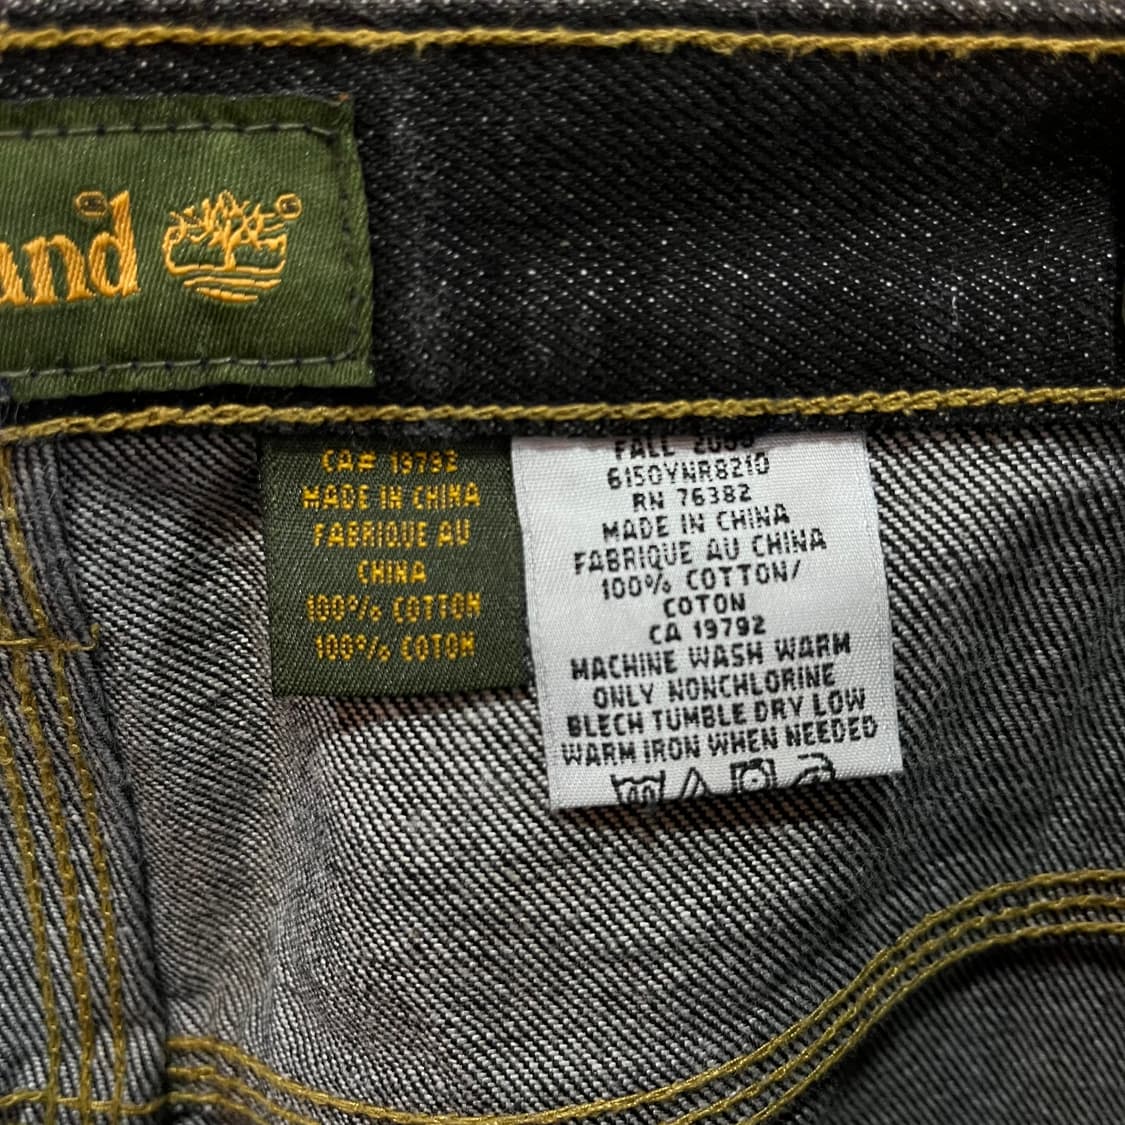 and
CA# 19792
MADE IN CHINA
FABRIQUE AU
CHINA
100% COTTON
100% COTON
FALL
6150YNR8210
RN 76382
MADE IN CHINA
FABRIQUE AU CHINA
100% COTTON/
COTON
CA 19792
MACHINE WASH WARM
ONLY NONCHLORINE
BLECH TUMBLE DRY LOW
WARM IRON WHEN NEEDED